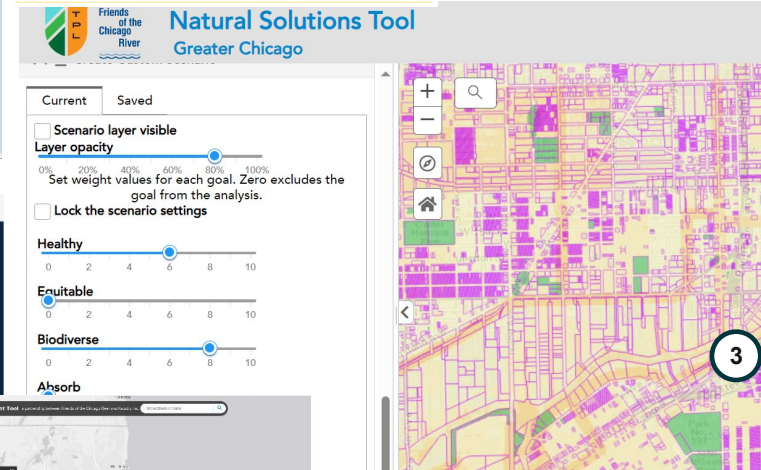 TPL
Friends
of the
Chicago
River
Natural Solutions Tool
Greater Chicago
Current
Saved
Scenario layer visible
Layer opacity
0% 20% 40% 60% 80% 100%
Set weight values for each goal. Zero excludes the
goal from the analysis.
Lock the scenario settings
Healthy
0 2 4 6 8 10
Equitable
0 2 4 6 8 10
Biodiverse
0 2 4 6 8 10
Absorb
3
Park
No.